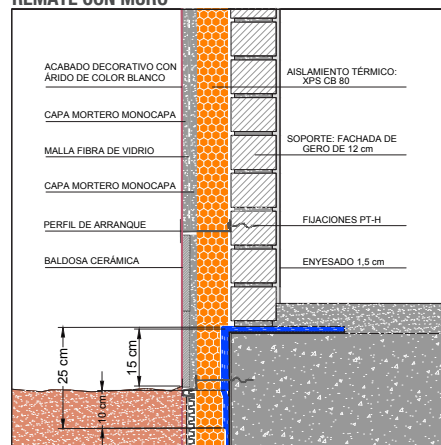 REMATE CON MURO
ACABADO DECORATIVO CON
ÁRIDO DE COLOR BLANCO
CAPA MORTERO MONOCAPA
MALLA FIBRA DE VIDRIO
CAPA MORTERO MONOCAPA
PERFIL DE ARRANQUE
BALDOSA CERÁMICA
AISLAMIENTO TÉRMICO:
XPS CB 80
SOPORTE: FACHADA DE
GERO DE 12 cm
FIJACIONES PT-H
ENYESADO 1,5 cm
25 cm
15 cm
10 cm